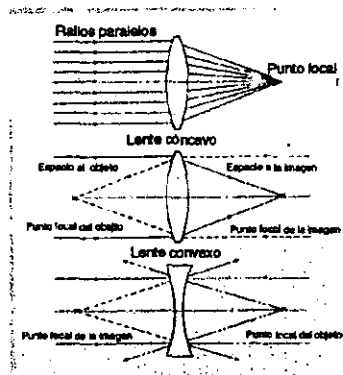 Rallos paralelos
Punto focal
f
Lente cóncavo
Espacio al objeto Espacio a la imagen
Punto focal del objeto Punto focal de la imagen
Lente convexo
Punto focal de la imagen Punto focal del objeto